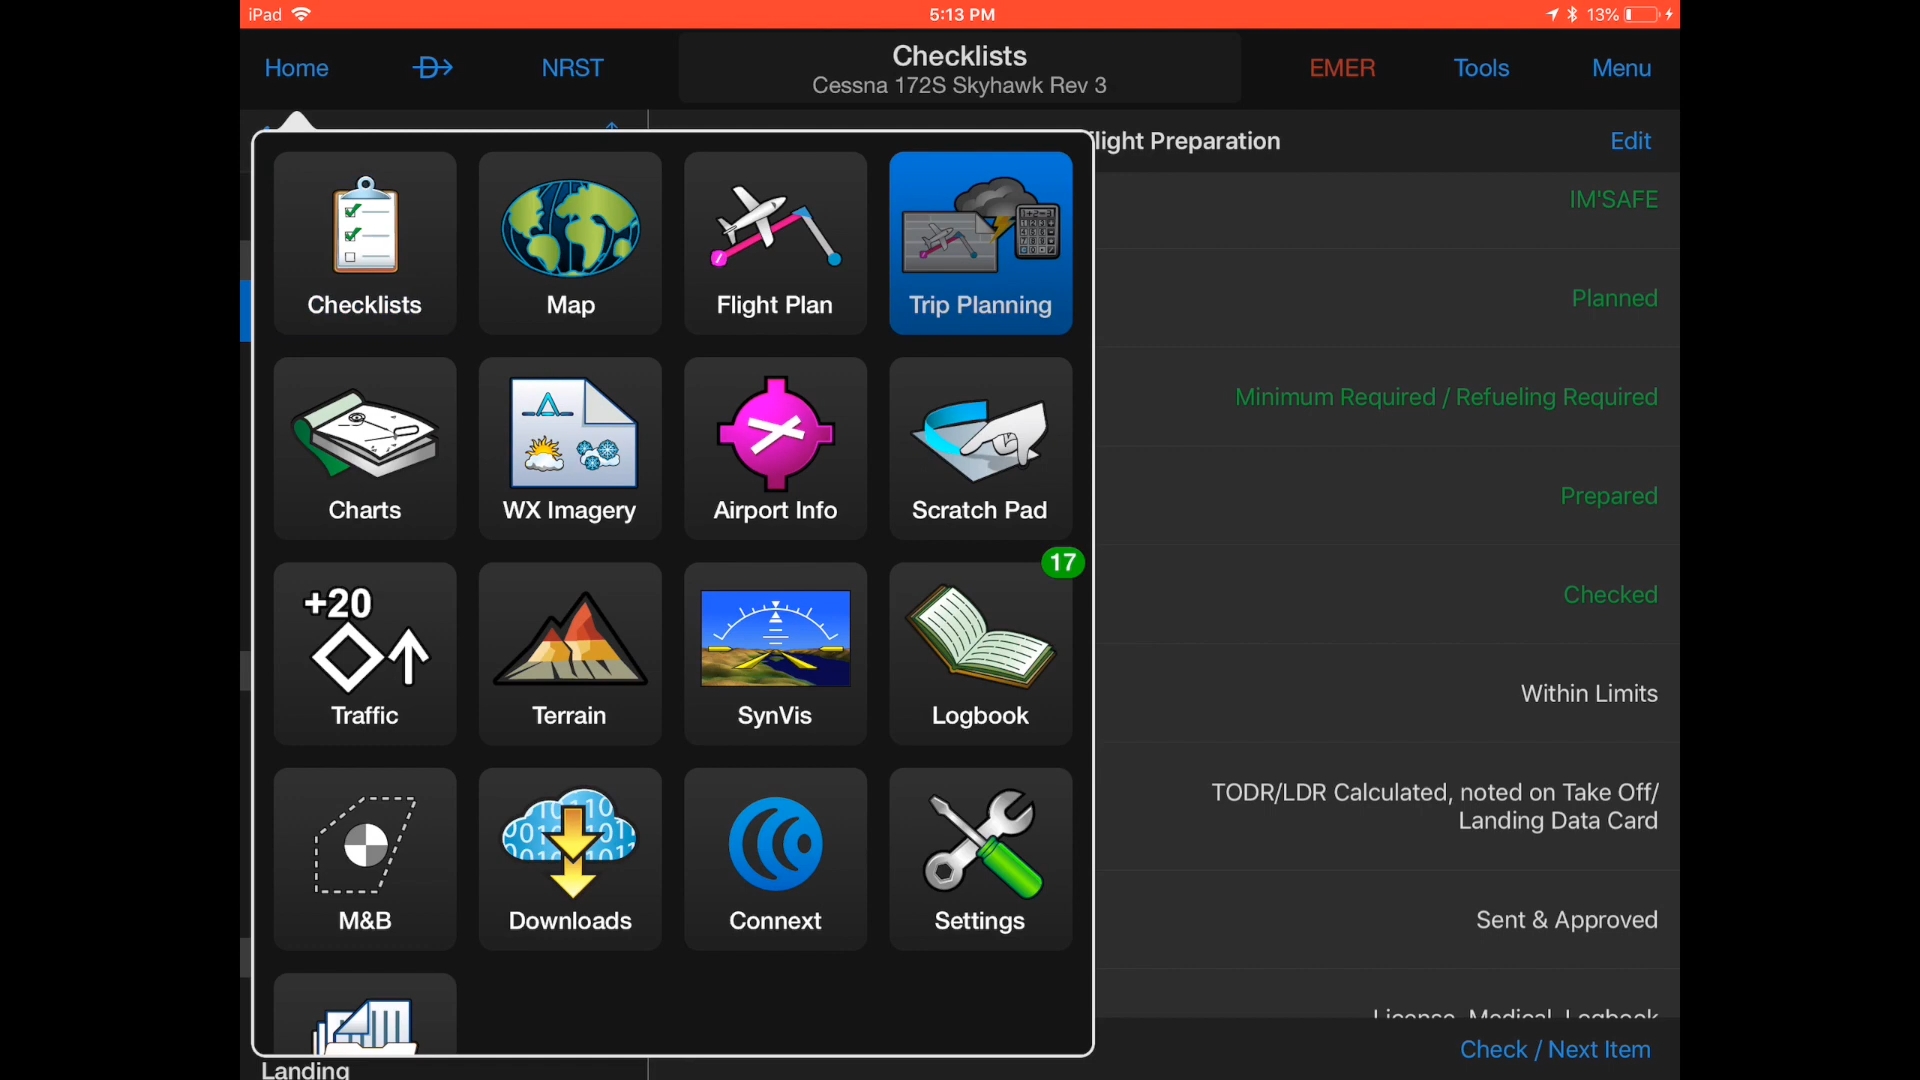 iPad
5:13 PM
13%
Home
NRST
Checklists
Cessna 172S Skyhawk Rev 3
EMER
Tools
Menu
light Preparation
Edit
Checklists
Map
Flight Plan
Trip Planning
IM'SAFE
Planned
Minimum Required / Refueling Required
Charts
WX Imagery
Airport Info
Scratch Pad
Prepared
17
Checked
+20
Traffic
Terrain
SynVis
Logbook
Within Limits
TODR/LDR Calculated, noted on Take Off/
Landing Data Card
M&B
Downloads
Connext
Settings
Sent & Approved
License, Medical, Logbook
Check / Next Item
Landing